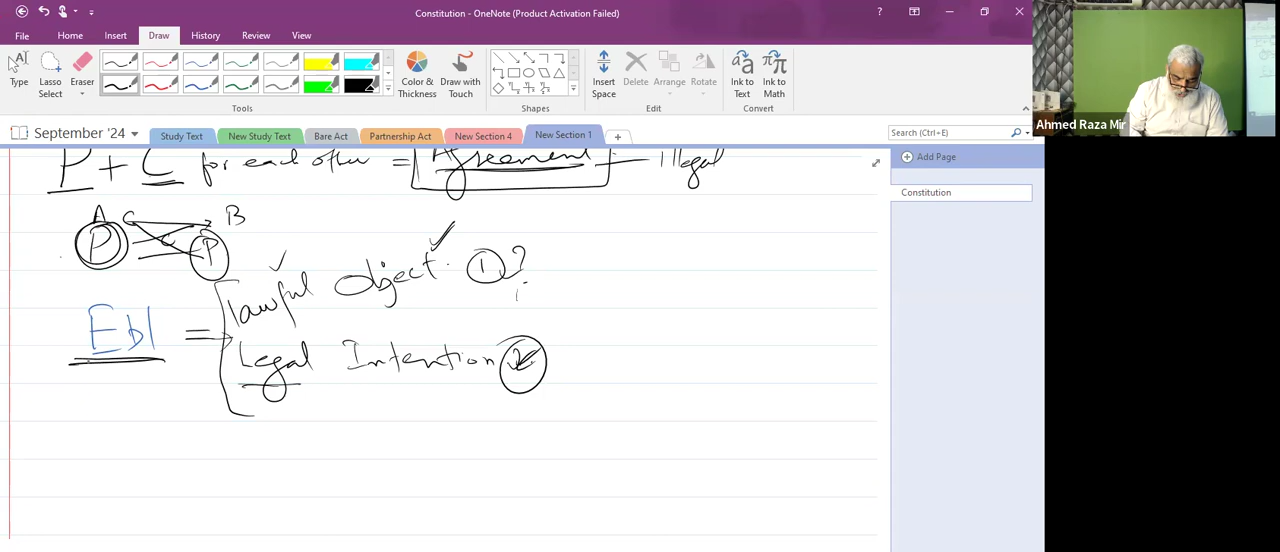 Constitution - OneNote (Product Activation Failed)
File Home Insert Draw History Review View
Type Lasso Select Eraser Color & Thickness Draw with Touch Insert Space Delete Arrange Rotate Ink to Text Ink to Math
Tools Shapes Edit Convert
September '24 Study Text New Study Text Bare Act Partnership Act New Section 4 New Section 1 Search (Ctrl+E)
Ahmed Raza Mir
Add Page
Constitution
P + C for each other = Agreement — illegal
A B
P P
lawful object. 1 ?
Ebl =
Legal Intention 2